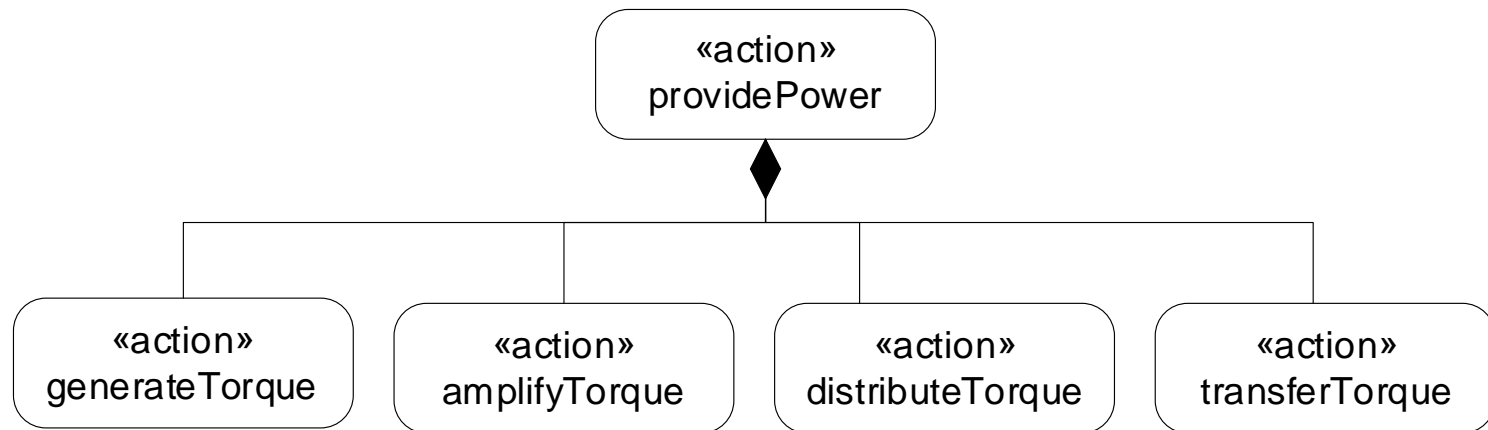 «action»
providePower
«action»
generateTorque
«action»
amplifyTorque
«action»
distributeTorque
«action»
transferTorque